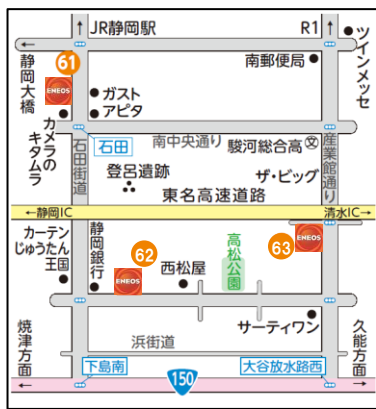 ↑JR静岡駅
R1↑
ツインメッセ
←
静岡大橋
61
ENEOS
南郵便局
ガスト
アピタ
カメラの
キタムラ
石田
石田街道
南中央通り
駿河総合高
文
産業館通り
登呂遺跡
ザ・ビッグ
東名高速道路
←静岡IC
清水IC→
カーテン
じゅうたん
王国
静岡銀行
62
ENEOS
西松屋
高松公園
63
ENEOS
サーティワン
焼津方面
浜街道
久能方面
下島南
150
大谷放水路西
←
→